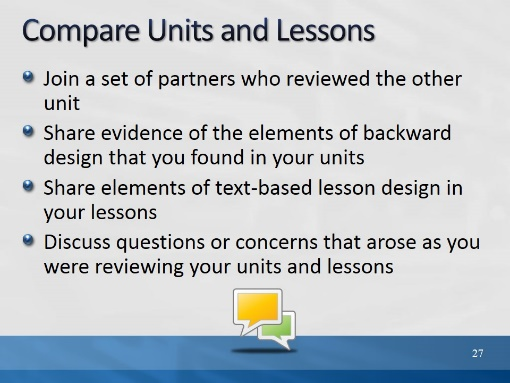 Compare Units and Lessons
Join a set of partners who reviewed the other
unit
Share evidence of the elements of backward
design that you found in your units
Share elements of text-based lesson design in
your lessons
Discuss questions or concerns that arose as you
were reviewing your units and lessons
27